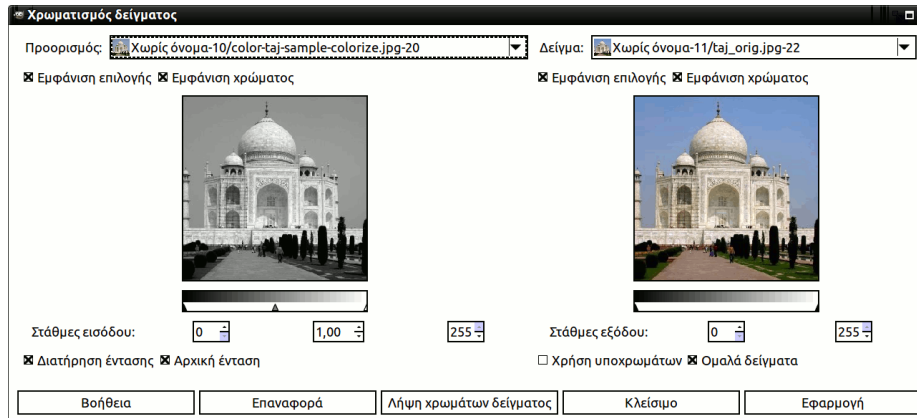 Χρωματισμός δείγματος
Προορισμός: Χωρίς όνομα-10/color-taj-sample-colorize.jpg-20 Δείγμα: Χωρίς όνομα-11/taj_orig.jpg-22
Εμφάνιση επιλογής Εμφάνιση χρώματος Εμφάνιση επιλογής Εμφάνιση χρώματος
Στάθμες εισόδου: 0 1,00 255 Στάθμες εξόδου: 0 255
Διατήρηση έντασης Αρχική ένταση Χρήση υποχρωμάτων Ομαλά δείγματα
Βοήθεια Επαναφορά Λήψη χρωμάτων δείγματος Κλείσιμο Εφαρμογή